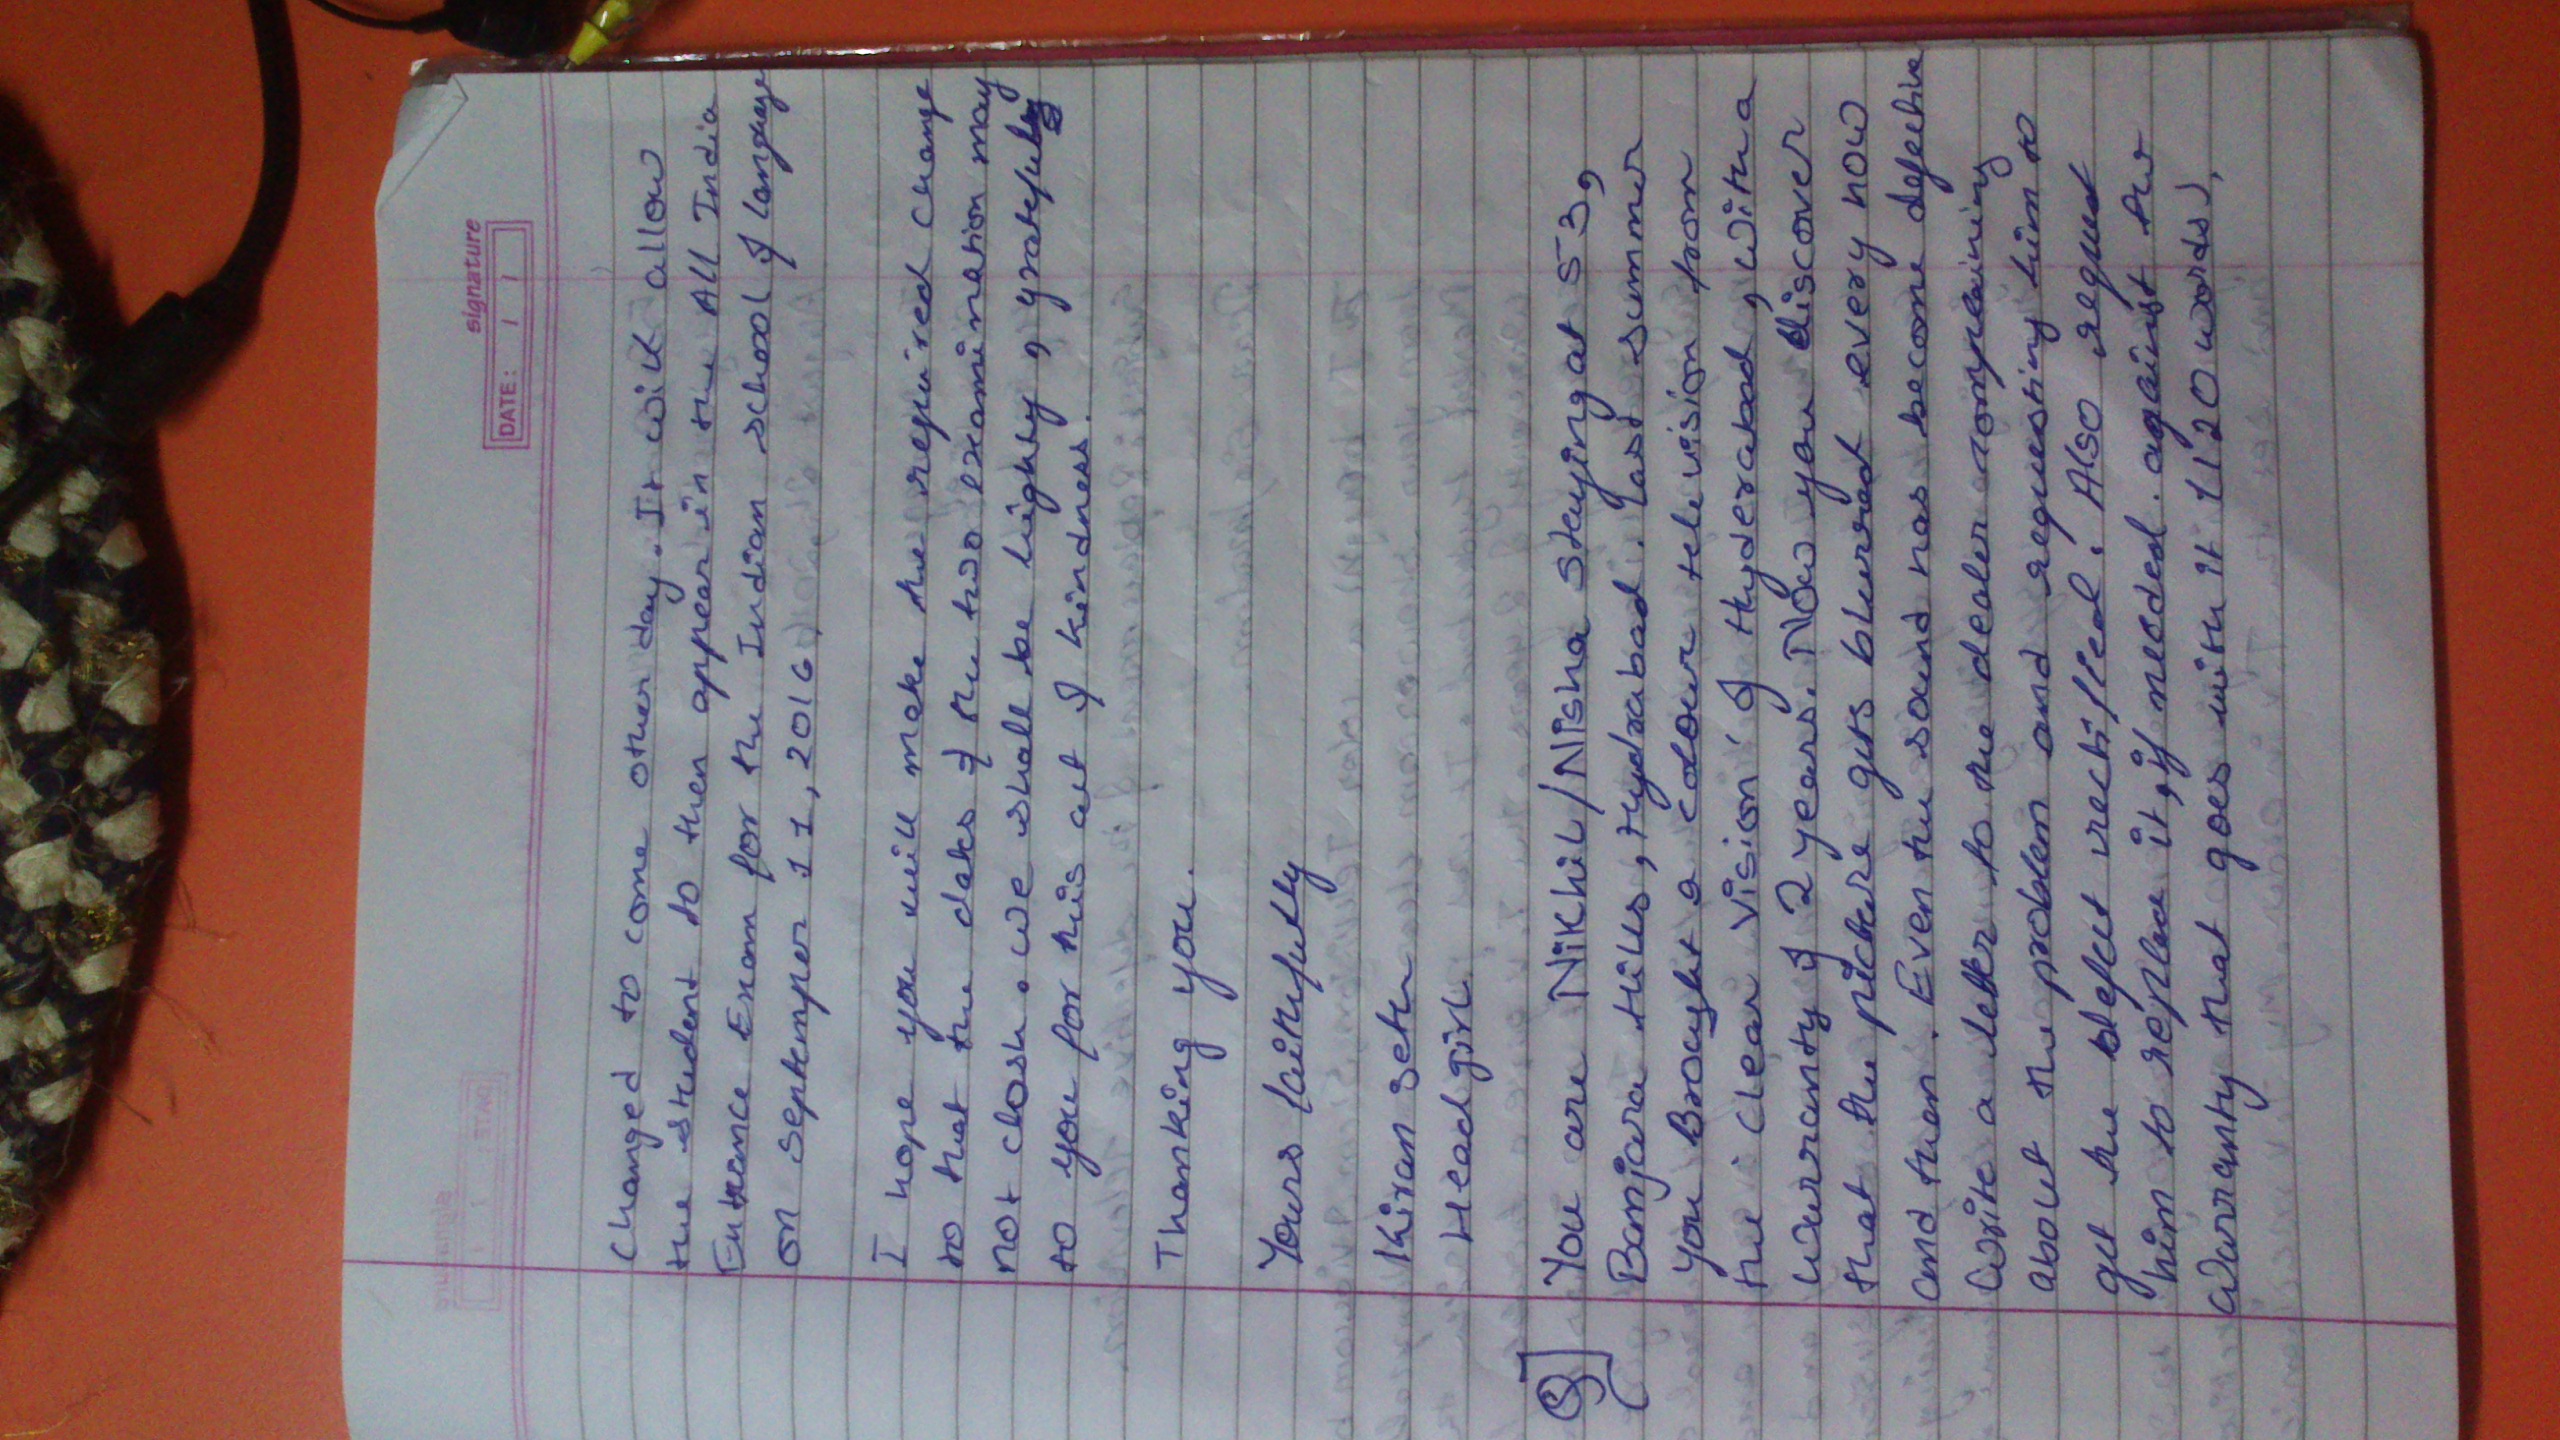 signature
DATE: / /
changed to come other day. It will allow
the student to then appear in the All India
Entrance Exam for the Indian school of language
on septemper 11, 2016.
I hope you will make the required change
so that the dates of the two examination may
not clash. we shall be highly, grateful
to you for this act of kindness.
Thanking you.
Yours faithfully
Kiran seth
Head girl
Q] You are Nikhil/Nisha staying at 53,
Banjara Hills, Hydrabad. last summer
you Brought a colour television from
the 'Clear Vision' of Hyderabad, with a
warranty of 2 years. Now you discover
that the picture gets blurred every now
and then. Even the sound has become defective
write a letter to the dealer complaining
about the problem and requesting him to
get the defect rectified. Also request
him to replace it, if needed. against the
warranty that goes with it (120 words).